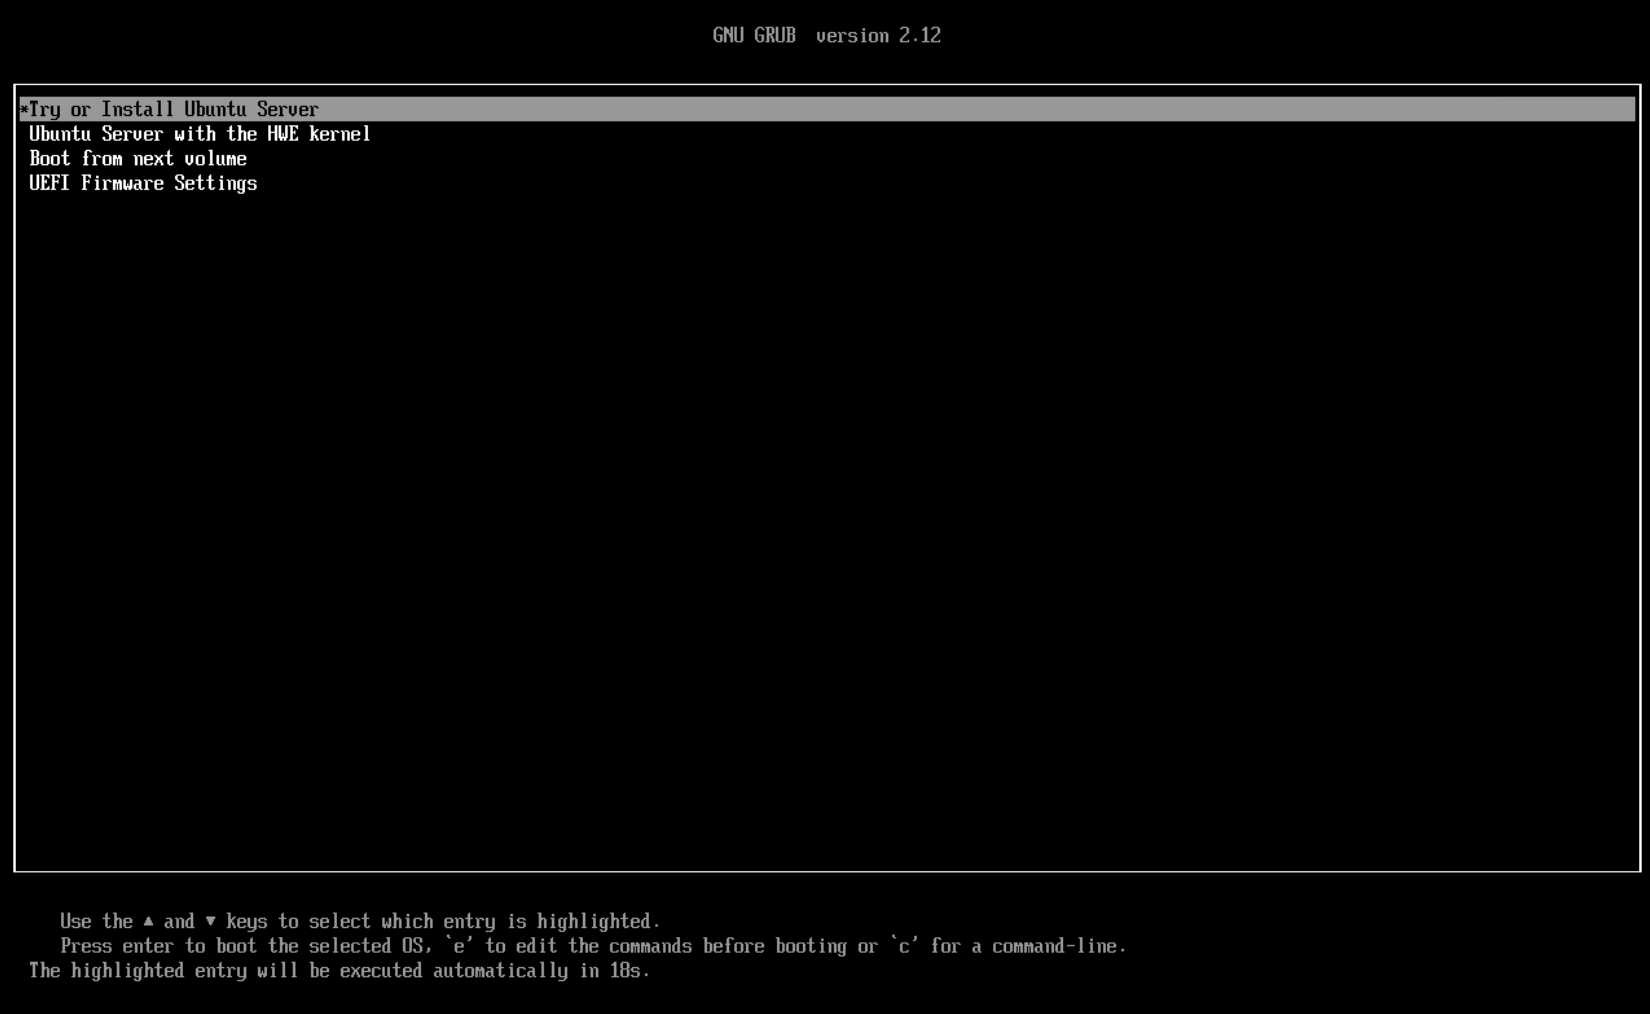 GNU GRUB  version 2.12
*Try or Install Ubuntu Server
Ubuntu Server with the HWE kernel
Boot from next volume
UEFI Firmware Settings
Use the ▲ and ▼ keys to select which entry is highlighted.
Press enter to boot the selected OS, `e' to edit the commands before booting or `c' for a command-line.
The highlighted entry will be executed automatically in 18s.